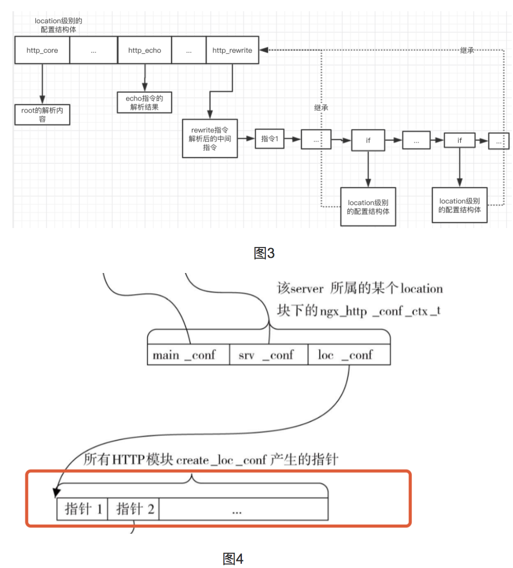 location级别的
配置结构体
http_core
...
http_echo
...
http_rewrite
继承
root的解析内
容
echo指令的
解析结果
继承
rewrite指令
解析后的中间
指令
指令1
...
if
...
if
...
location级别
的配置结构体
location级别
的配置结构体
图3
该server 所属的某个location
块下的ngx_http _conf_ctx_t
main _conf
srv _conf
loc _conf
所有HTTP模块 create_loc_conf 产生的指针
指针 1
指针 2
...
图4